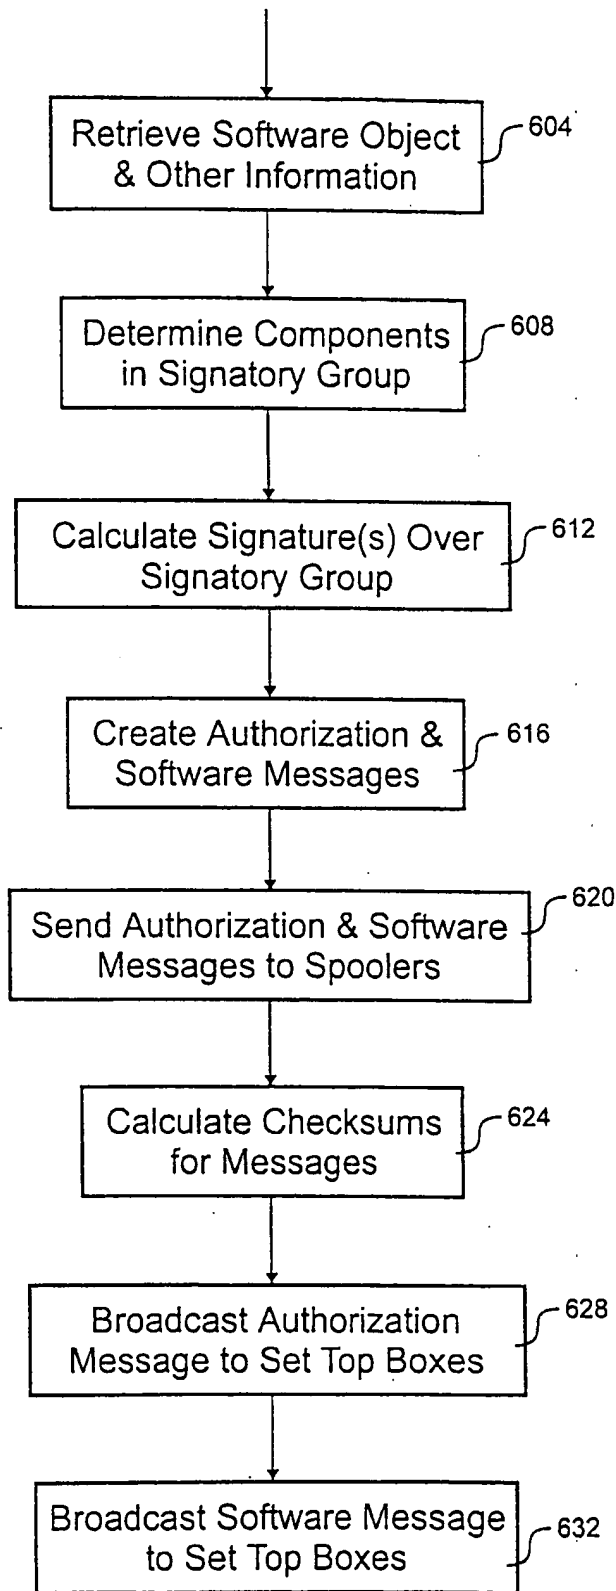 Retrieve Software Object
& Other Information
604
Determine Components
in Signatory Group
608
Calculate Signature(s) Over
Signatory Group
612
Create Authorization &
Software Messages
616
Send Authorization & Software
Messages to Spoolers
620
Calculate Checksums
for Messages
624
Broadcast Authorization
Message to Set Top Boxes
628
Broadcast Software Message
to Set Top Boxes
632